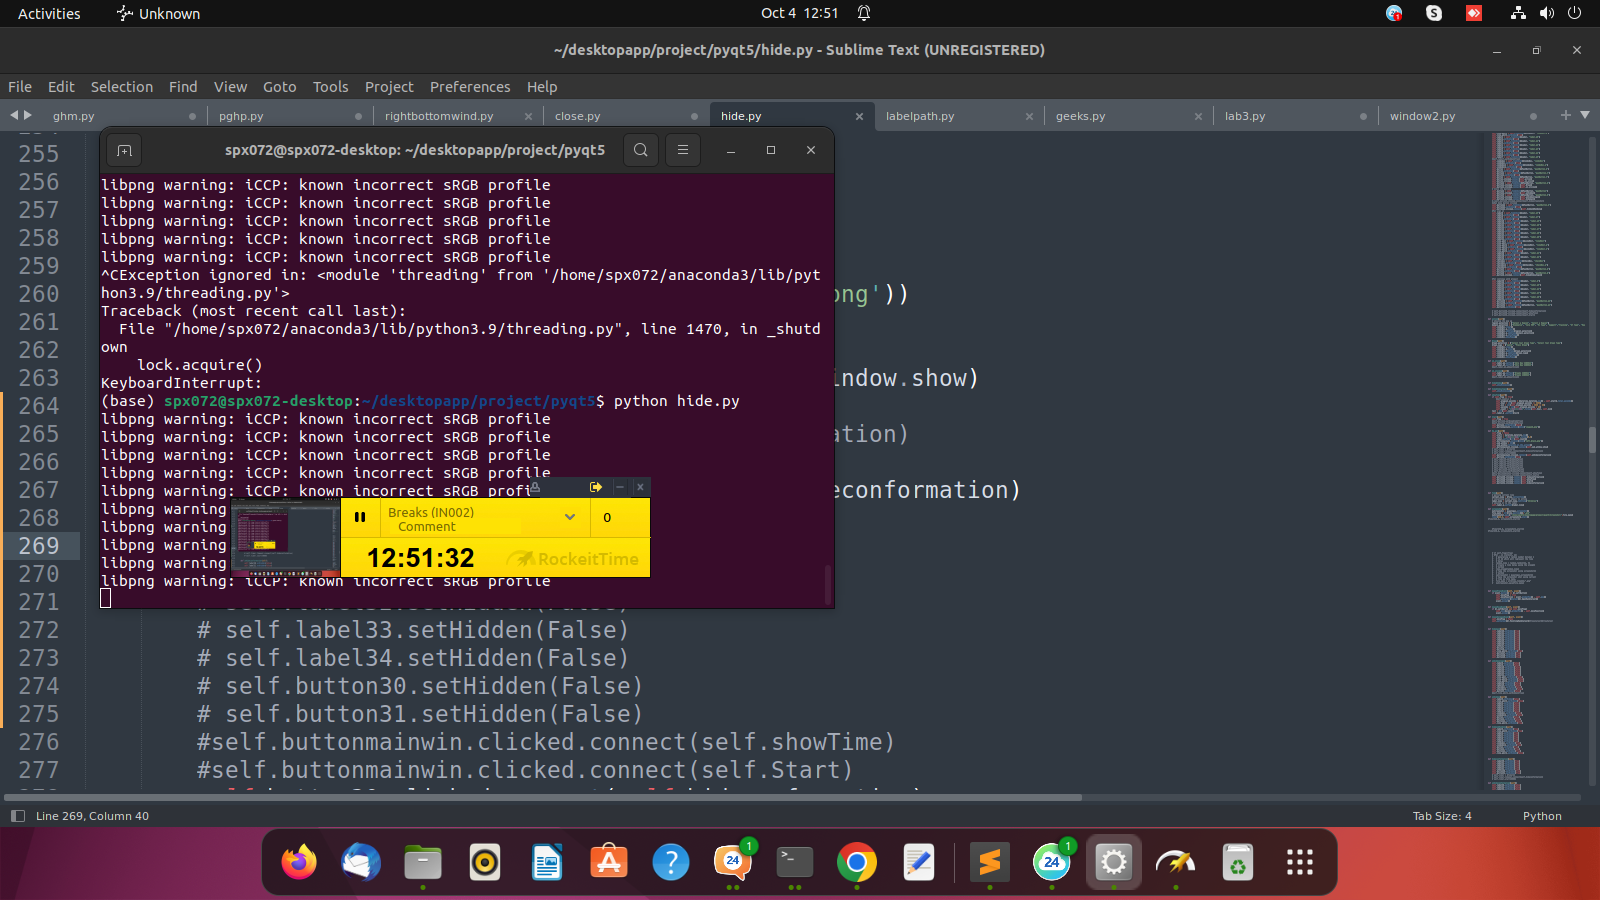 Activities
Unknown
Oct 4 12:51
~/desktopapp/project/pyqt5/hide.py - Sublime Text (UNREGISTERED)
File Edit Selection Find View Goto Tools Project Preferences Help
ghm.py
pghp.py
rightbottomwind.py
close.py
hide.py
labelpath.py
geeks.py
lab3.py
window2.py
spx072@spx072-desktop: ~/desktopapp/project/pyqt5
libpng warning: iCCP: known incorrect sRGB profile
libpng warning: iCCP: known incorrect sRGB profile
libpng warning: iCCP: known incorrect sRGB profile
libpng warning: iCCP: known incorrect sRGB profile
libpng warning: iCCP: known incorrect sRGB profile
^CException ignored in: <module 'threading' from '/home/spx072/anaconda3/lib/pyt
hon3.9/threading.py'>
Traceback (most recent call last):
  File "/home/spx072/anaconda3/lib/python3.9/threading.py", line 1470, in _shutd
own
    lock.acquire()
KeyboardInterrupt:
(base) spx072@spx072-desktop:~/desktopapp/project/pyqt5$ python hide.py
libpng warning: iCCP: known incorrect sRGB profile
libpng warning: iCCP: known incorrect sRGB profile
libpng warning: iCCP: known incorrect sRGB profile
libpng warning: iCCP: known incorrect sRGB profile
libpng warning: iCCP: known incorrect sRGB prof
libpng warning
libpng warning
libpng warning
libpng warning
libpng warning: iCCP: known incorrect sRGB profile
Breaks (IN002)
Comment
0
12:51:32
RockeitTime
255
256
257
258
259
260 ong'))
261
262
263 indow.show)
264
265 ation)
266
267 econformation)
268
269
270
271
272 # self.label33.setHidden(False)
273 # self.label34.setHidden(False)
274 # self.button30.setHidden(False)
275 # self.button31.setHidden(False)
276 #self.buttonmainwin.clicked.connect(self.showTime)
277 #self.buttonmainwin.clicked.connect(self.Start)
Line 269, Column 40
Tab Size: 4
Python
24
1
24
1